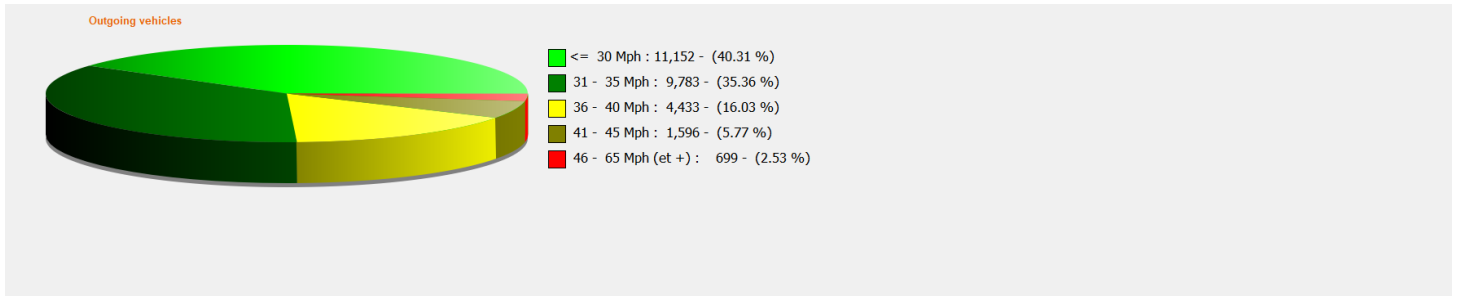 Outgoing vehicles
<= 30 Mph : 11,152 - (40.31 %)
31 - 35 Mph : 9,783 - (35.36 %)
36 - 40 Mph : 4,433 - (16.03 %)
41 - 45 Mph : 1,596 - (5.77 %)
46 - 65 Mph (et +) : 699 - (2.53 %)